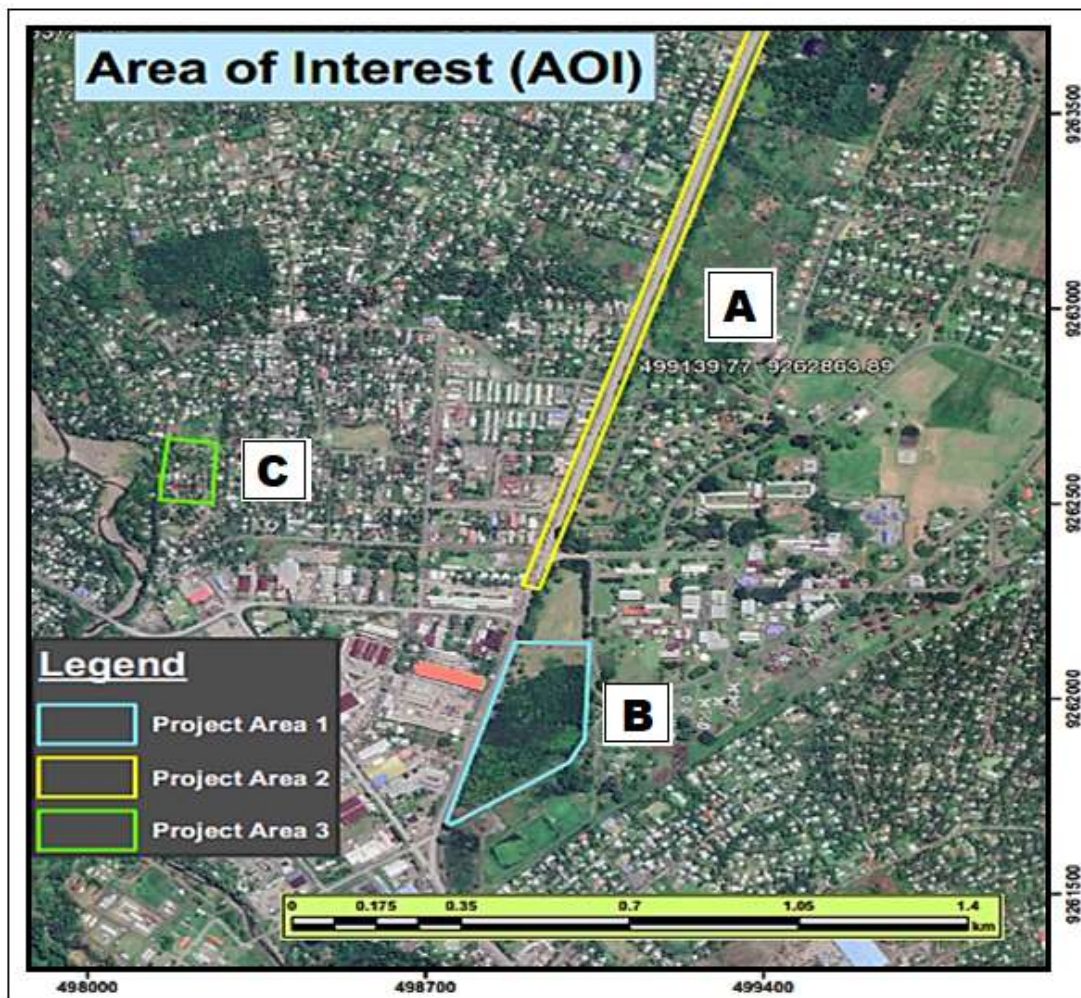 Area of Interest (AOI)
9263500
A
9263000
499139.77 9262863.89
C
9262500
Legend
Project Area 1
Project Area 2
Project Area 3
B
9262000
0 0.175 0.35 0.7 1.05 1.4
km
9261500
498000 498700 499400